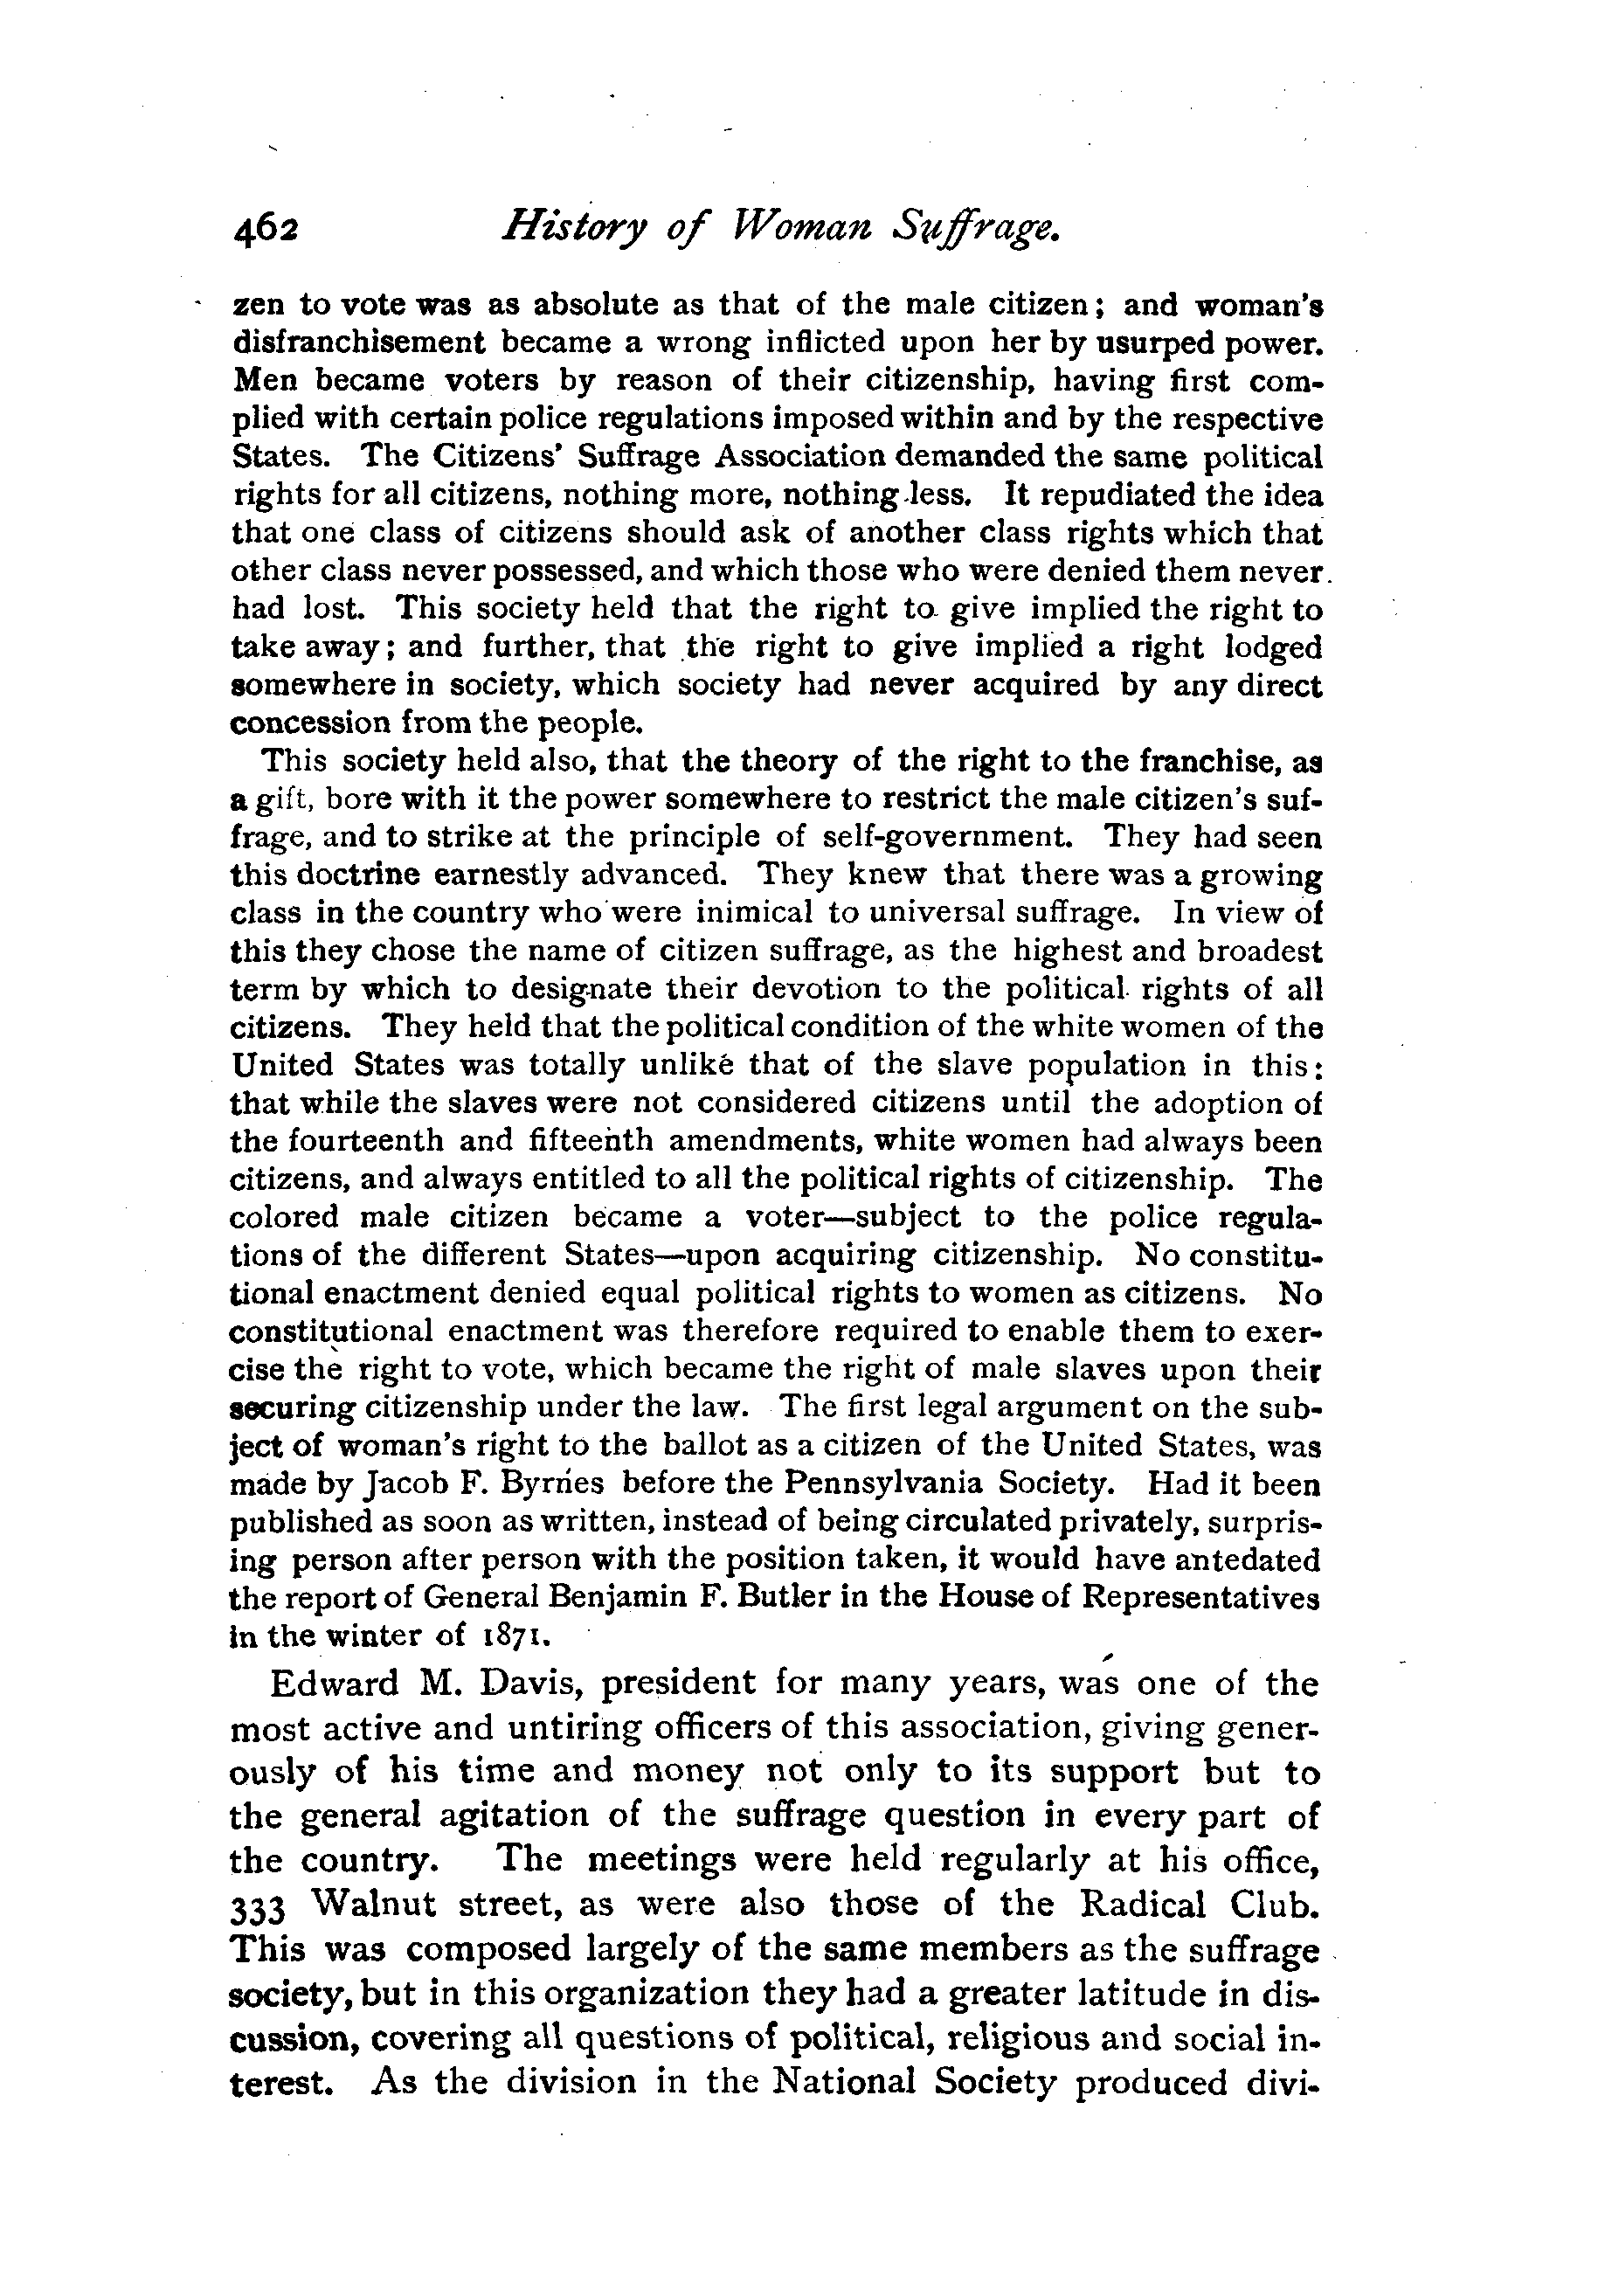 462 History of Woman Suffrage.
zen to vote was as absolute as that of the male citizen; and woman's
disfranchisement became a wrong inflicted upon her by usurped power.
Men became voters by reason of their citizenship, having first com-
plied with certain police regulations imposed within and by the respective
States. The Citizens' Suffrage Association demanded the same political
rights for all citizens, nothing more, nothing less. It repudiated the idea
that one class of citizens should ask of another class rights which that
other class never possessed, and which those who were denied them never
had lost. This society held that the right to give implied the right to
take away; and further, that the right to give implied a right lodged
somewhere in society, which society had never acquired by any direct
concession from the people.
This society held also, that the theory of the right to the franchise, as
a gift, bore with it the power somewhere to restrict the male citizen's suf-
frage, and to strike at the principle of self-government. They had seen
this doctrine earnestly advanced. They knew that there was a growing
class in the country who were inimical to universal suffrage. In view of
this they chose the name of citizen suffrage, as the highest and broadest
term by which to designate their devotion to the political rights of all
citizens. They held that the political condition of the white women of the
United States was totally unlike that of the slave population in this:
that while the slaves were not considered citizens until the adoption of
the fourteenth and fifteenth amendments, white women had always been
citizens, and always entitled to all the political rights of citizenship. The
colored male citizen became a voter—subject to the police regula-
tions of the different States—upon acquiring citizenship. No constitu-
tional enactment denied equal political rights to women as citizens. No
constitutional enactment was therefore required to enable them to exer-
cise the right to vote, which became the right of male slaves upon their
securing citizenship under the law. The first legal argument on the sub-
ject of woman's right to the ballot as a citizen of the United States, was
made by Jacob F. Byrnes before the Pennsylvania Society. Had it been
published as soon as written, instead of being circulated privately, surpris-
ing person after person with the position taken, it would have antedated
the report of General Benjamin F. Butler in the House of Representatives
in the winter of 1871.
Edward M. Davis, president for many years, was one of the
most active and untiring officers of this association, giving gener-
ously of his time and money not only to its support but to
the general agitation of the suffrage question in every part of
the country. The meetings were held regularly at his office,
333 Walnut street, as were also those of the Radical Club.
This was composed largely of the same members as the suffrage
society, but in this organization they had a greater latitude in dis-
cussion, covering all questions of political, religious and social in-
terest. As the division in the National Society produced divi-